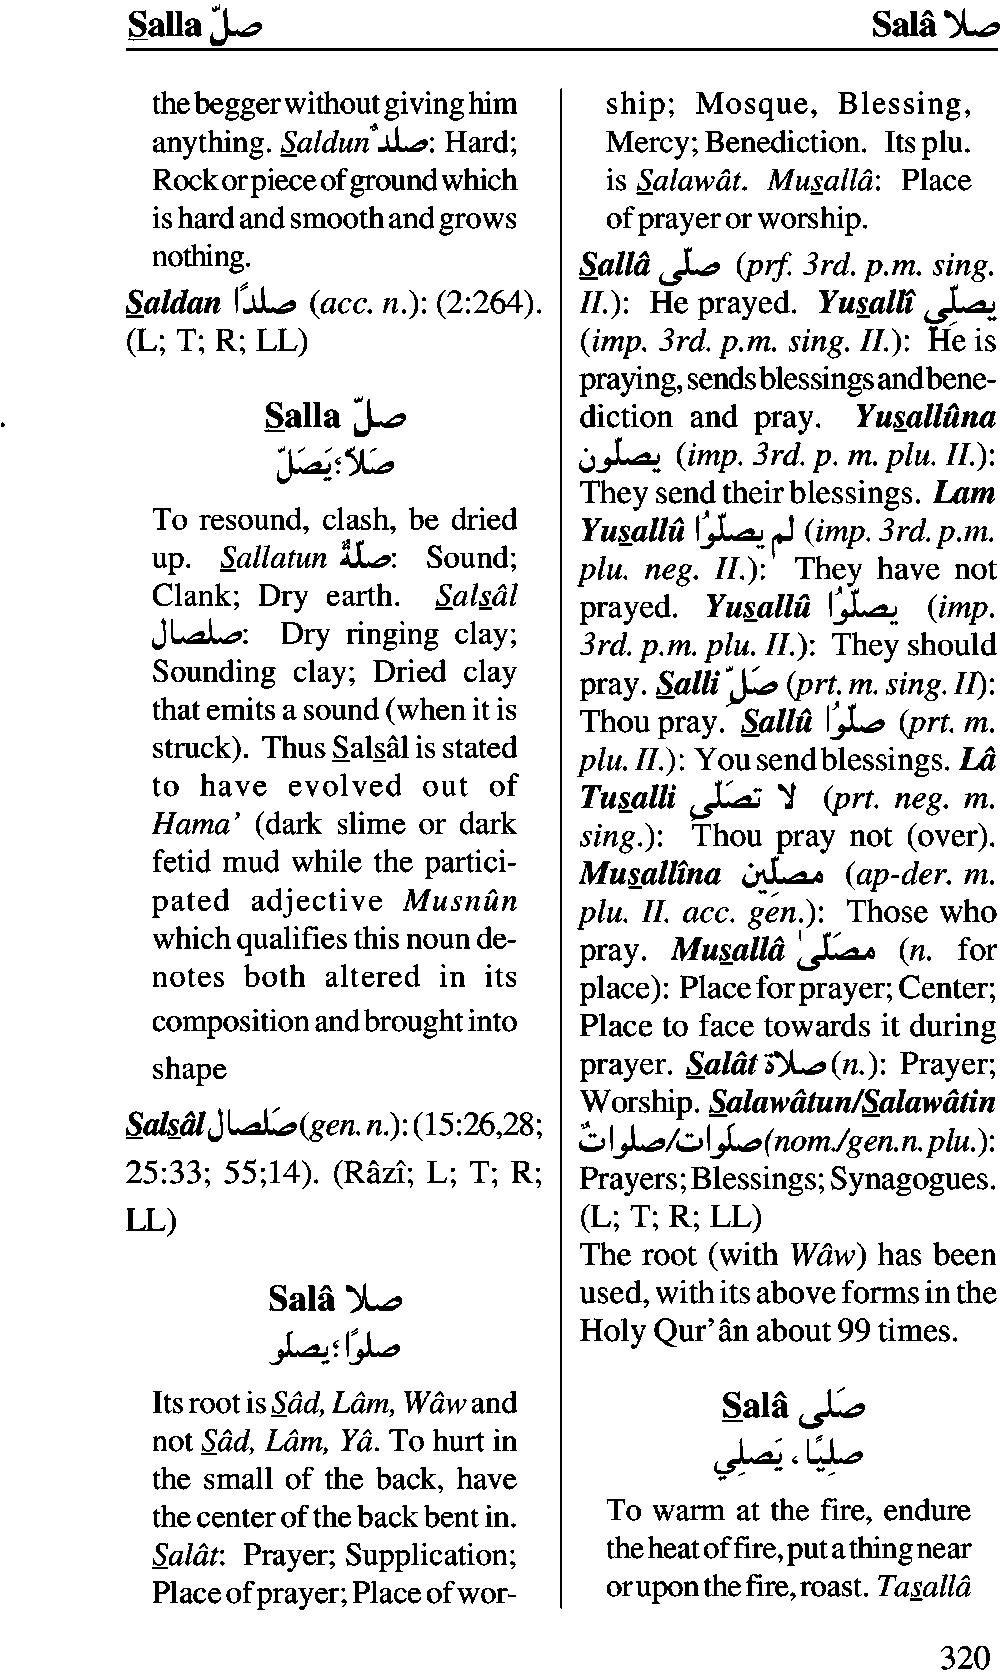 Salla صلّ
Salâ صلا
the begger without giving him
anything. Saldun صلد: Hard;
Rock or piece of ground which
is hard and smooth and grows
nothing.
Saldan صلدًا (acc. n.): (2:264).
(L; T; R; LL)
Salla صلّ
صَلاّ؛ يَصَلّ
To resound, clash, be dried
up. Sallatun صلّةٌ: Sound;
Clank; Dry earth. Salsâl
صلصال: Dry ringing clay;
Sounding clay; Dried clay
that emits a sound (when it is
struck). Thus Salsâl is stated
to have evolved out of
Hama’ (dark slime or dark
fetid mud while the partici-
pated adjective Musnûn
which qualifies this noun de-
notes both altered in its
composition and brought into
shape
Salsâl صَلصال (gen. n.): (15:26,28;
25:33; 55;14). (Râzî; L; T; R;
LL)
Salâ صلا
صلوًا؛ يصلَو
Its root is Sâd, Lâm, Wâw and
not Sâd, Lâm, Yâ. To hurt in
the small of the back, have
the center of the back bent in.
Salât: Prayer; Supplication;
Place of prayer; Place of wor-
ship; Mosque, Blessing,
Mercy; Benediction. Its plu.
is Salawât. Musallâ: Place
of prayer or worship.
Sallâ صلّى (prf. 3rd. p.m. sing.
II.): He prayed. Yusallî يصلّي
(imp. 3rd. p.m. sing. II.): He is
praying, sends blessings and bene-
diction and pray. Yusallûna
يصلّون (imp. 3rd. p. m. plu. II.):
They send their blessings. Lam
Yusallû لم يصلّوُا (imp. 3rd. p.m.
plu. neg. II.): They have not
prayed. Yusallû يصلّوُا (imp.
3rd. p.m. plu. II.): They should
pray. Salli صَلّ (prt. m. sing. II):
Thou pray. Sallû صلّوُا (prt. m.
plu. II.): You send blessings. Lâ
Tusalli لا تصَلّي (prt. neg. m.
sing.): Thou pray not (over).
Musallîna مصلّين (ap-der. m.
plu. II. acc. gen.): Those who
pray. Musallâ مصَلّى (n. for
place): Place for prayer; Center;
Place to face towards it during
prayer. Salât صلاة (n.): Prayer;
Worship. Salawâtun/Salawâtin
صلَوات/صلواتٌ (nom./gen.n.plu.):
Prayers; Blessings; Synagogues.
(L; T; R; LL)
The root (with Wâw) has been
used, with its above forms in the
Holy Qur’ân about 99 times.
Salâ صَلى
صليًا، يَصلِي
To warm at the fire, endure
the heat of fire, put a thing near
or upon the fire, roast. Tasallâ
320